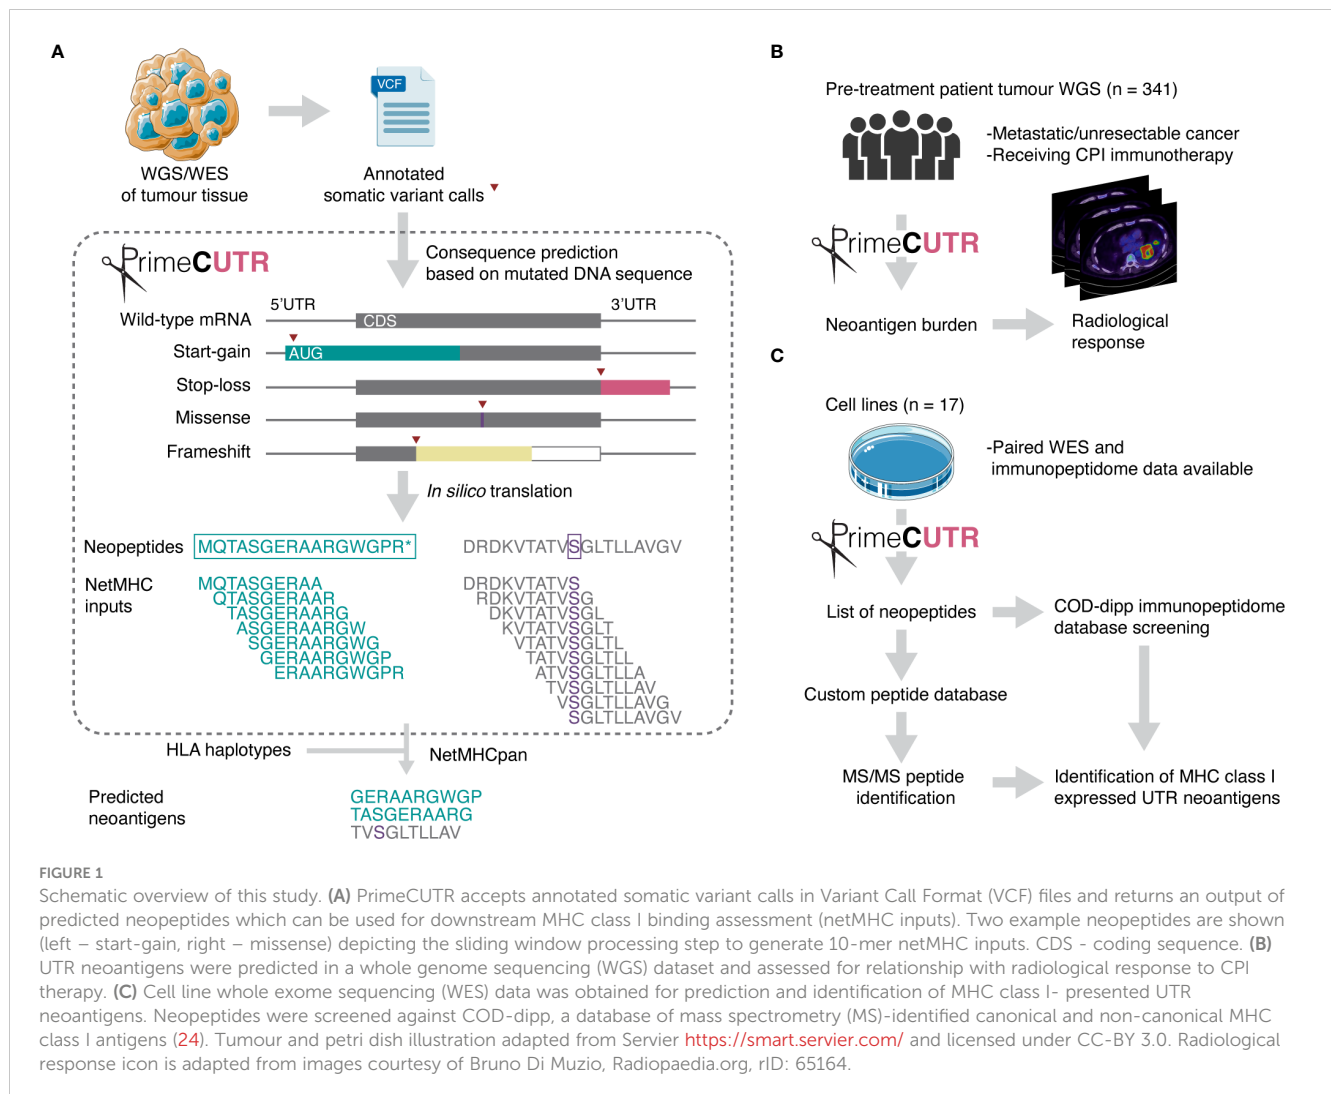 A
VCF
WGS/WES
of tumour tissue
Annotated
somatic variant calls
PrimeCUTR
Consequence prediction
based on mutated DNA sequence
5'UTR
3'UTR
Wild-type mRNA
CDS
Start-gain
AUG
Stop-loss
Missense
Frameshift
In silico translation
Neopeptides
MQTASGERAARGWGPR*
DRDKVTATVSGLTLLAVGV
NetMHC
inputs
MQTASGERAA
QTASGERAAR
TASGERAARG
ASGERAARGW
SGERAARGWG
GERAARGWGP
ERAARGWGPR
DRDKVTATVS
RDKVTATVSG
DKVTATVSGL
KVTATVSGLT
VTATVSGLTL
TATVSGLTLL
ATVSGLTLLA
TVSGLTLLAV
VSGLTLLAVG
SGLTLLAVGV
HLA haplotypes
NetMHCpan
Predicted
neoantigens
GERAARGWGP
TASGERAARG
TVSGLTLLAV
B
Pre-treatment patient tumour WGS (n = 341)
-Metastatic/unresectable cancer
-Receiving CPI immunotherapy
PrimeCUTR
Neoantigen burden
Radiological
response
C
Cell lines (n = 17)
-Paired WES and
immunopeptidome data available
PrimeCUTR
List of neopeptides
COD-dipp immunopeptidome
database screening
Custom peptide database
MS/MS peptide
identification
Identification of MHC class I
expressed UTR neoantigens
FIGURE 1
Schematic overview of this study. (A) PrimeCUTR accepts annotated somatic variant calls in Variant Call Format (VCF) files and returns an output of
predicted neopeptides which can be used for downstream MHC class I binding assessment (netMHC inputs). Two example neopeptides are shown
(left – start-gain, right – missense) depicting the sliding window processing step to generate 10-mer netMHC inputs. CDS - coding sequence. (B)
UTR neoantigens were predicted in a whole genome sequencing (WGS) dataset and assessed for relationship with radiological response to CPI
therapy. (C) Cell line whole exome sequencing (WES) data was obtained for prediction and identification of MHC class I- presented UTR
neoantigens. Neopeptides were screened against COD-dipp, a database of mass spectrometry (MS)-identified canonical and non-canonical MHC
class I antigens (24). Tumour and petri dish illustration adapted from Servier https://smart.servier.com/ and licensed under CC-BY 3.0. Radiological
response icon is adapted from images courtesy of Bruno Di Muzio, Radiopaedia.org, rID: 65164.